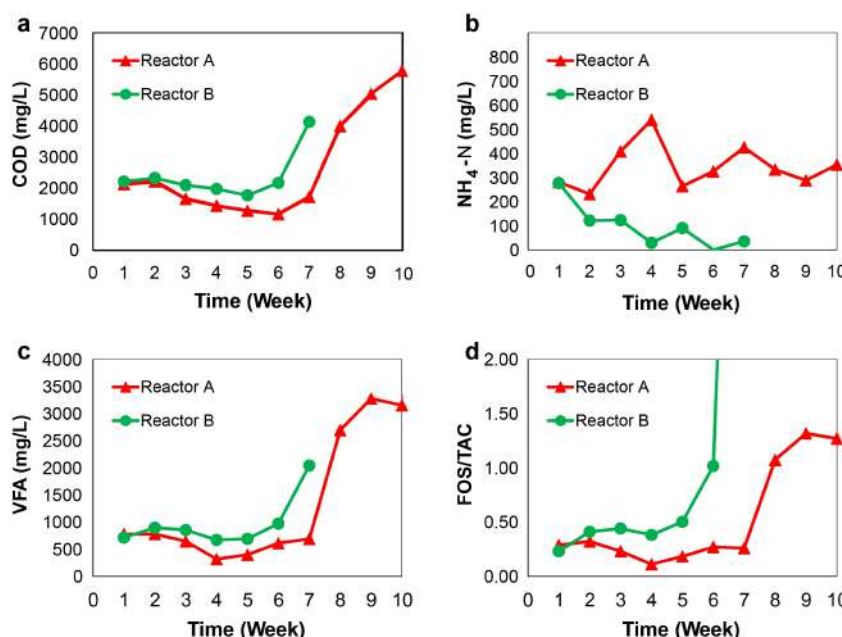 a
7000
6000
5000
4000
3000
2000
1000
0
COD (mg/L)
Reactor A
Reactor B
0 1 2 3 4 5 6 7 8 9 10
Time (Week)
b
800
700
600
500
400
300
200
100
0
NH4-N (mg/L)
Reactor A
Reactor B
0 1 2 3 4 5 6 7 8 9 10
Time (Week)
c
4000
3500
3000
2500
2000
1500
1000
500
0
VFA (mg/L)
Reactor A
Reactor B
0 1 2 3 4 5 6 7 8 9 10
Time (Week)
d
2.00
1.50
1.00
0.50
0.00
FOS/TAC
Reactor A
Reactor B
0 1 2 3 4 5 6 7 8 9 10
Time (Week)